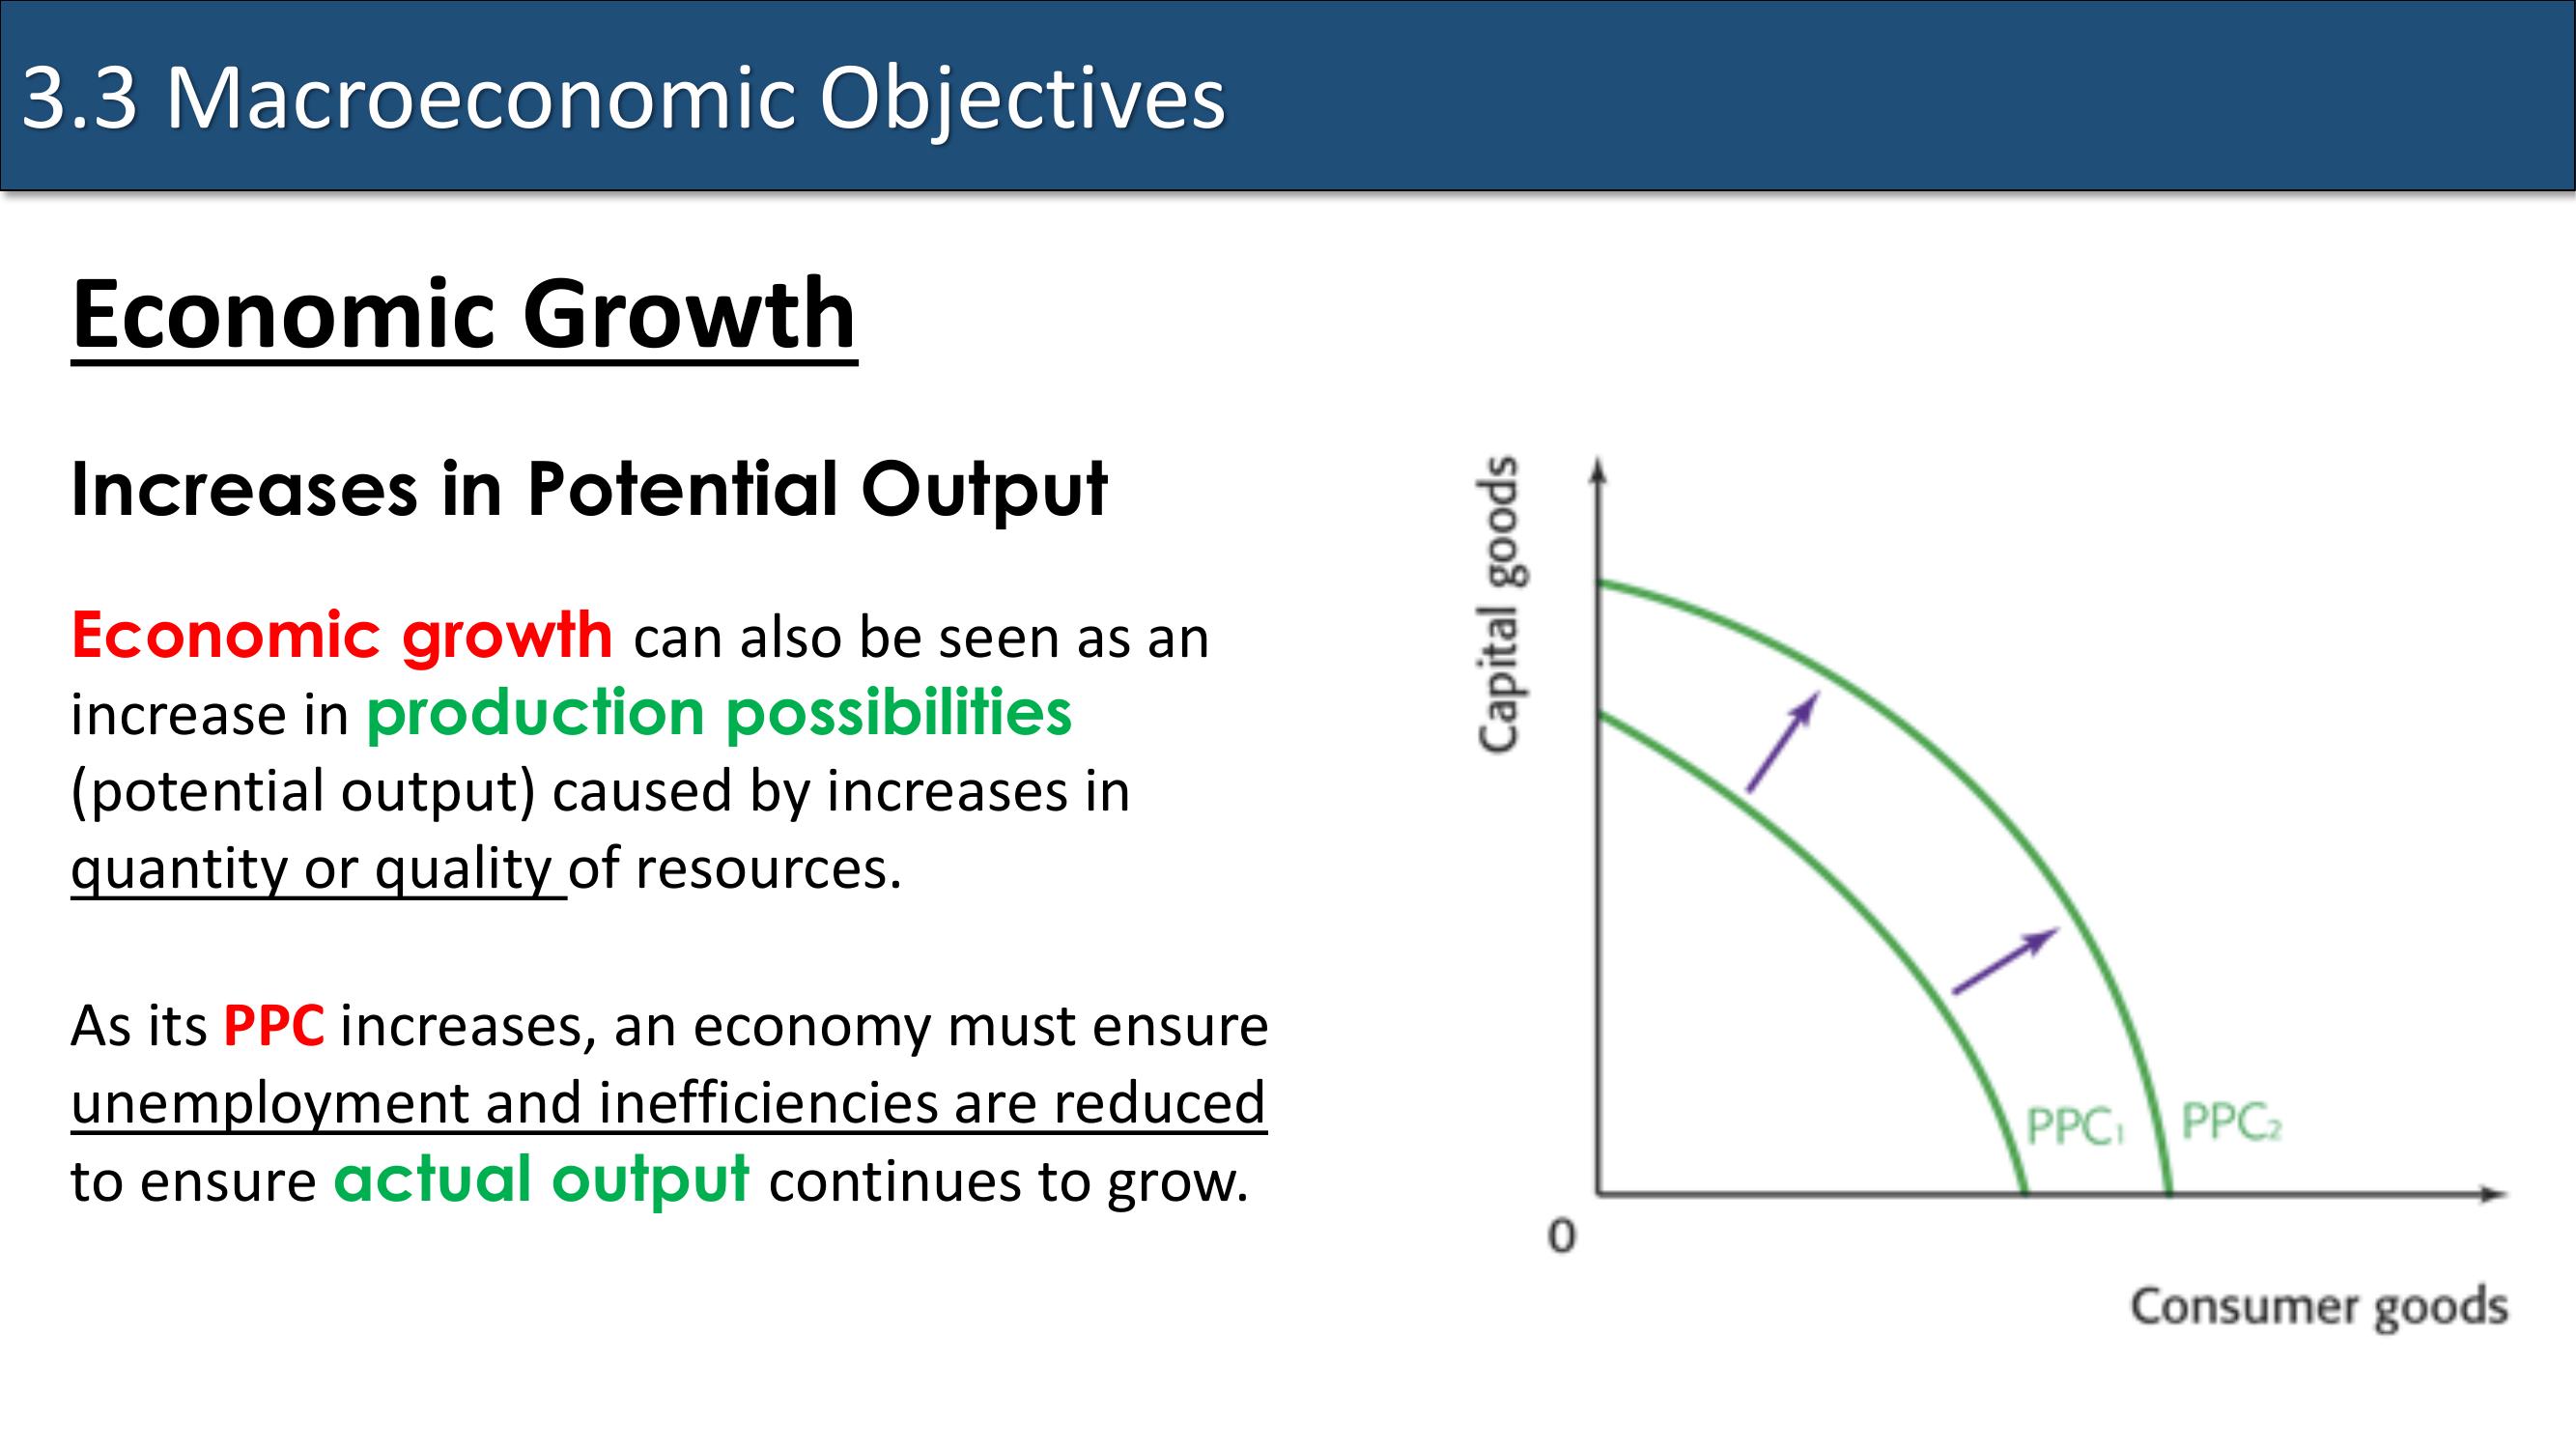 3.3 Macroeconomic Objectives
Economic Growth
Increases in Potential Output
Economic growth can also be seen as an
increase in production possibilities
(potential output) caused by increases in
quantity or quality of resources.
As its PPC increases, an economy must ensure
unemployment and inefficiencies are reduced
to ensure actual output continues to grow.
Capital goods
PPC₁
PPC₂
0
Consumer goods